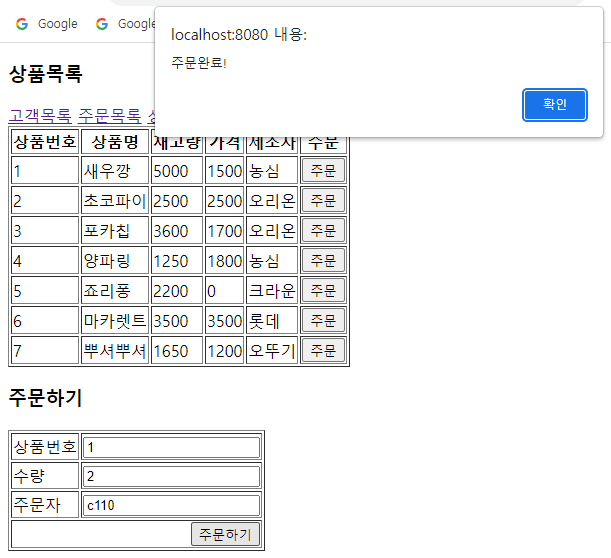 Google Google
localhost:8080 내용:
주문완료!
확인
상품목록
고객목록 주문목록
상품번호 상품명 재고량 가격 제조사 주문
1 새우깡 5000 1500 농심 주문
2 초코파이 2500 2500 오리온 주문
3 포카칩 3600 1700 오리온 주문
4 양파링 1250 1800 농심 주문
5 죠리퐁 2200 0 크라운 주문
6 마카렛트 3500 3500 롯데 주문
7 뿌셔뿌셔 1650 1200 오뚜기 주문
주문하기
상품번호 1
수량 2
주문자 c110
주문하기